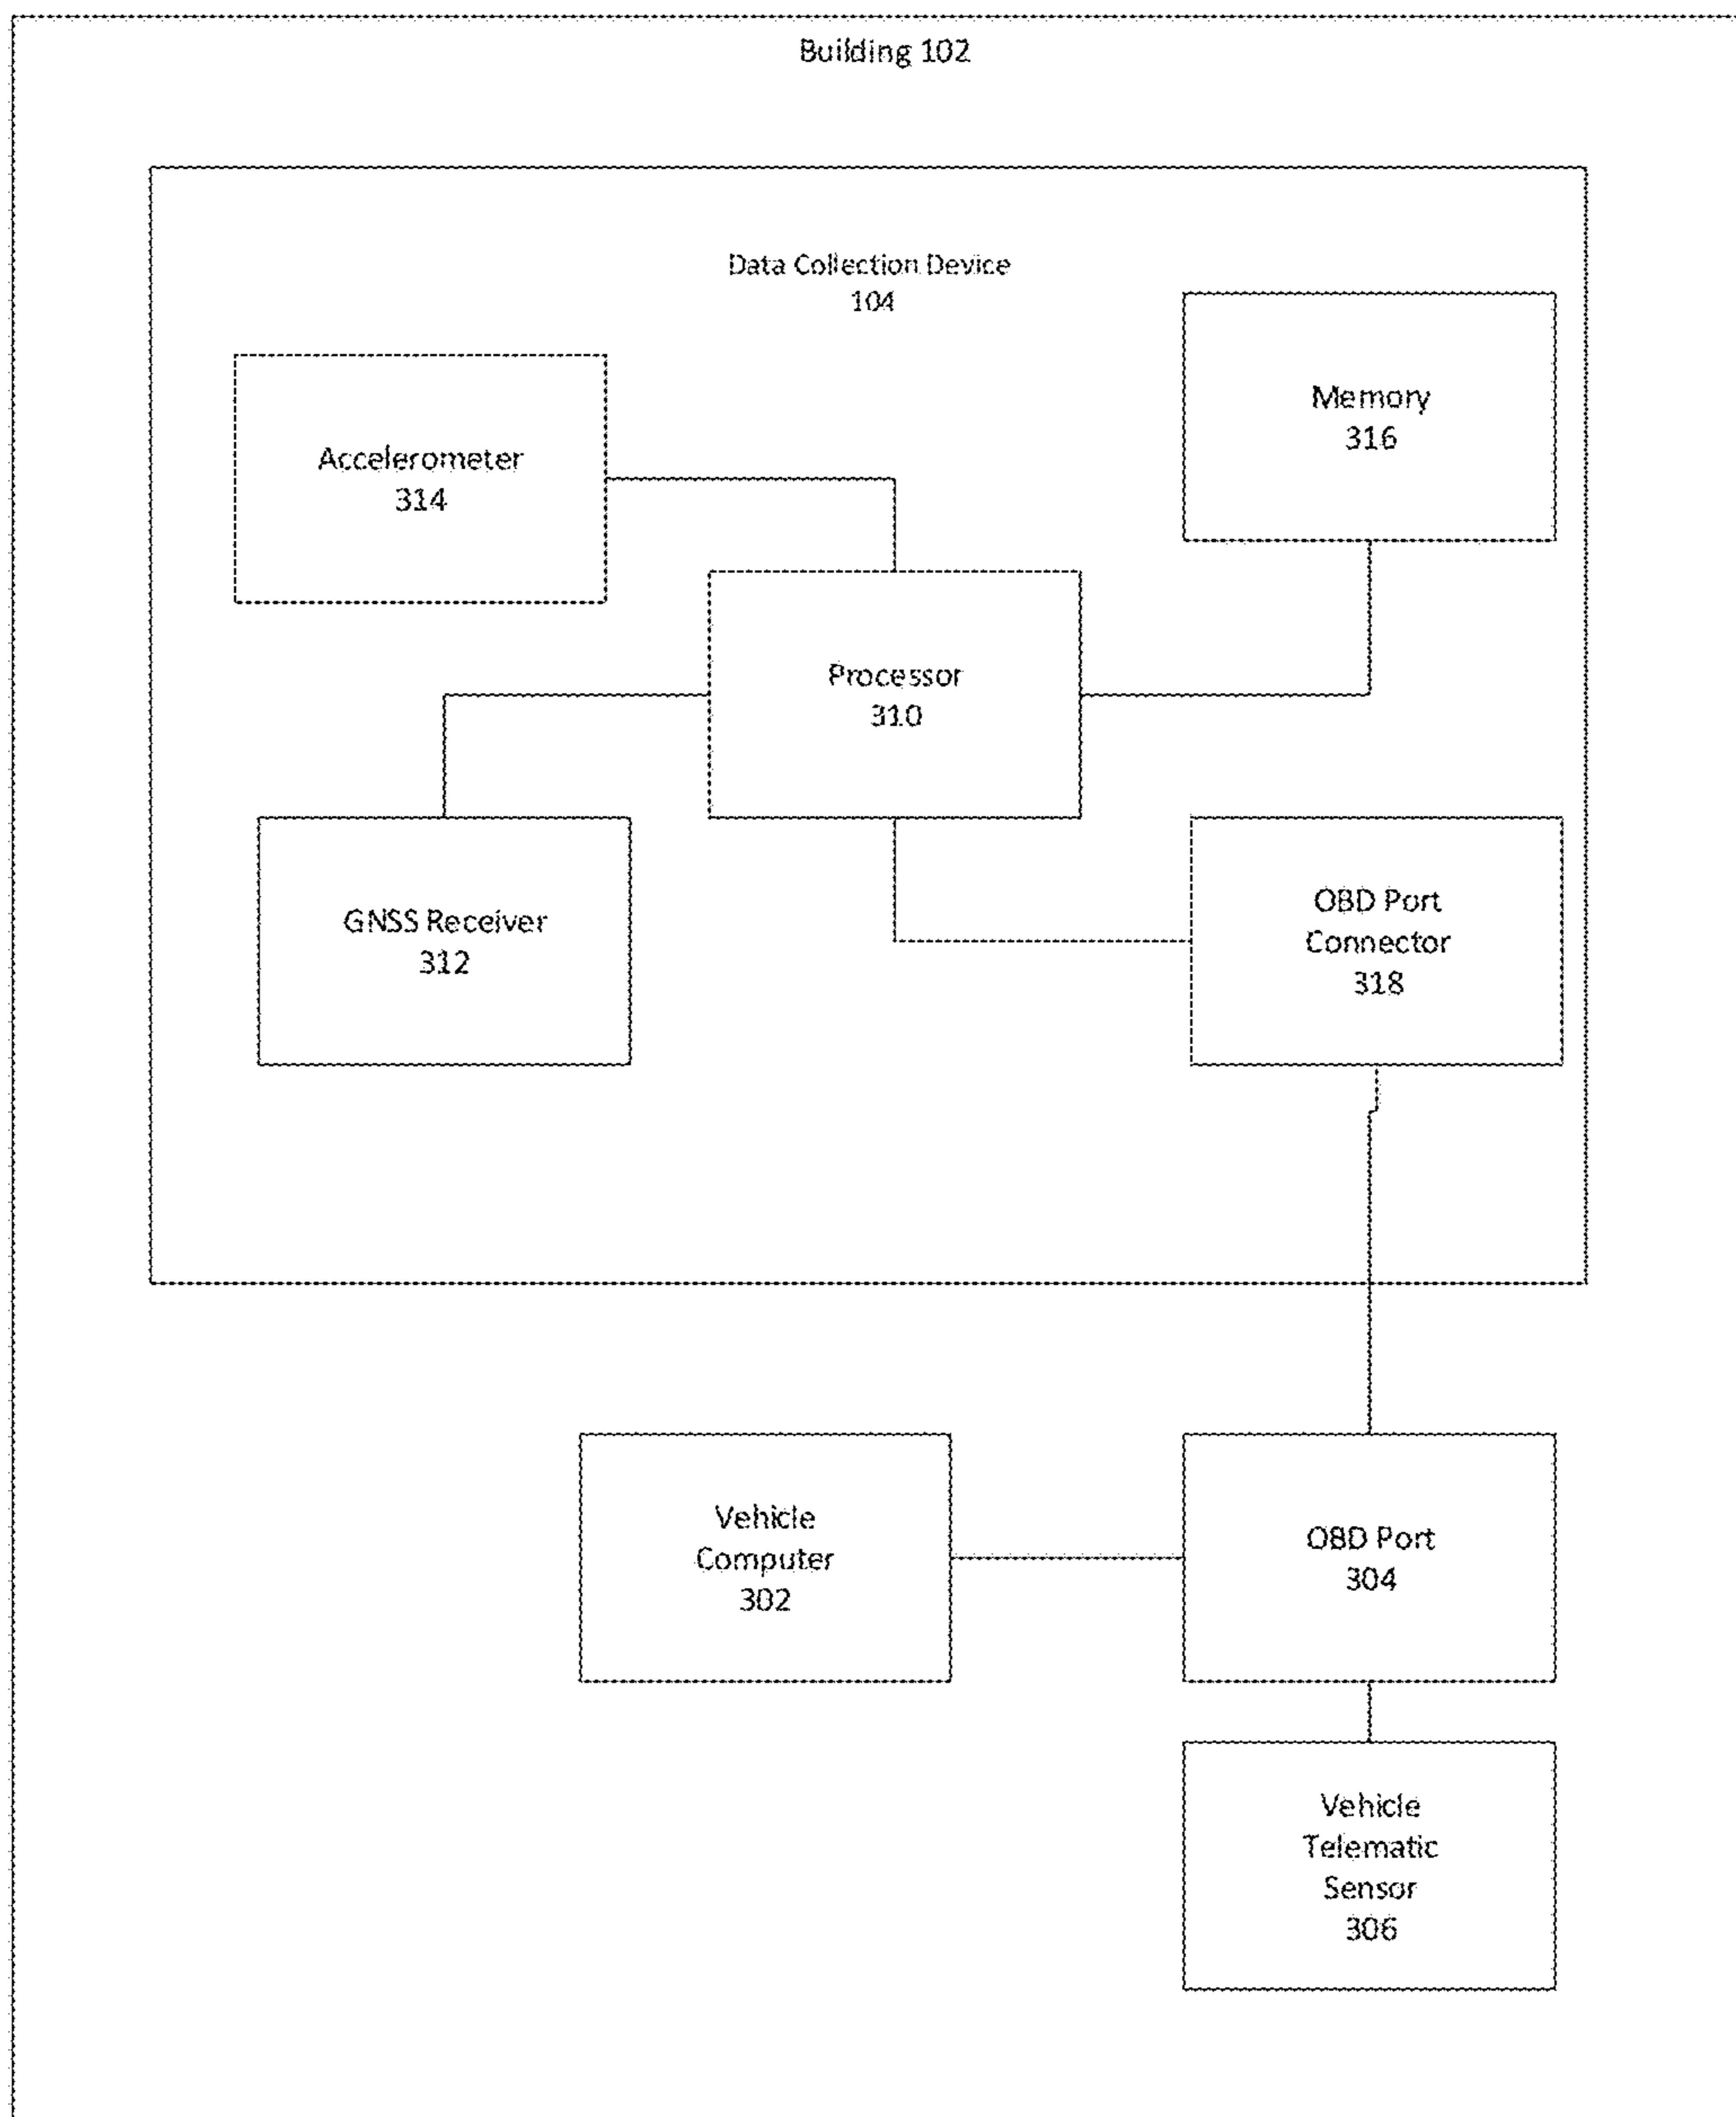 Building 102
Data Collection Device
104
Memory
316
Accelerometer
314
Processor
310
GNSS Receiver
312
OBD Port
Connector
318
Vehicle
Computer
302
OBD Port
304
Vehicle
Telematic
Sensor
306